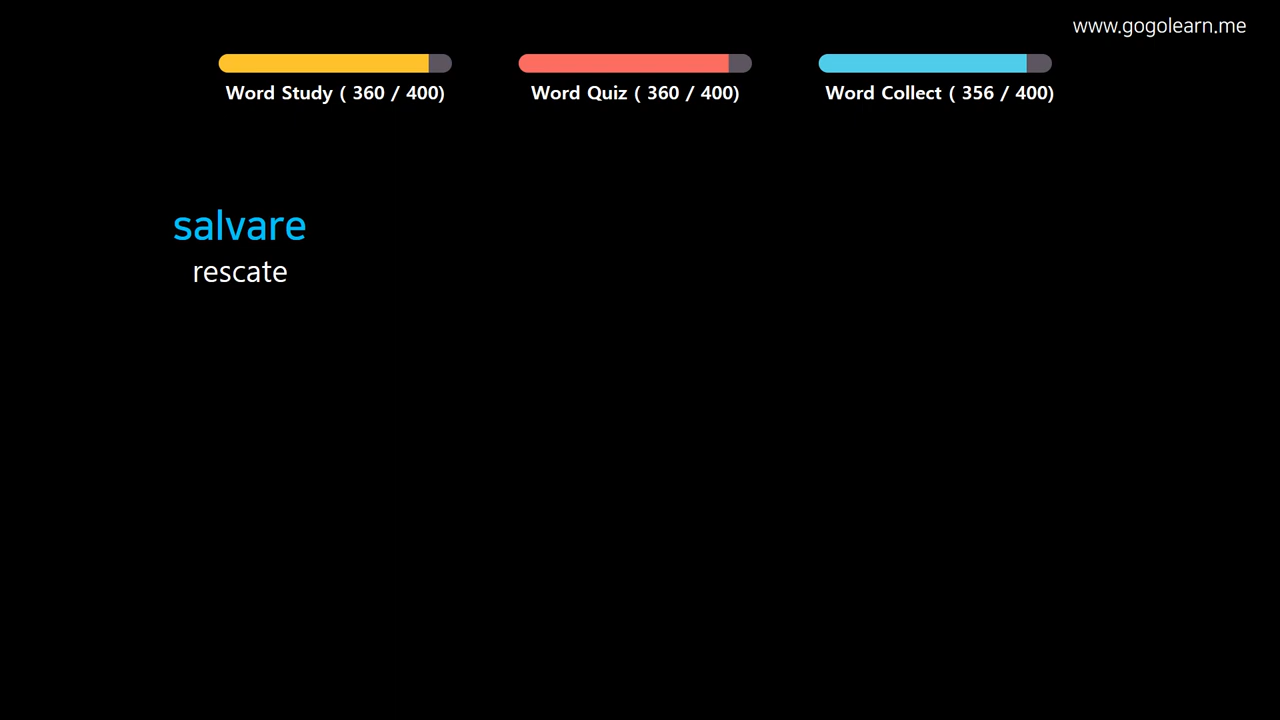 www.gogolearn.me
Word Study ( 360 / 400)
Word Quiz ( 360 / 400)
Word Collect ( 356 / 400)
salvare
rescate